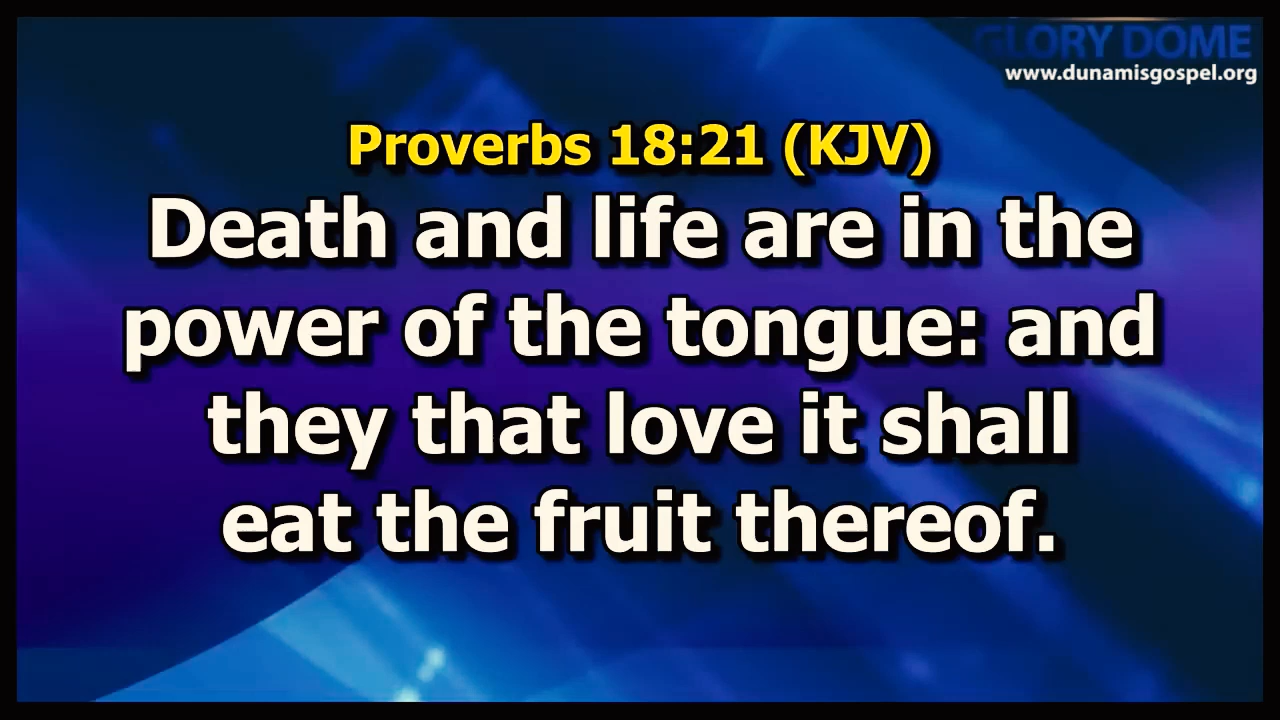 GLORY DOME
www.dunamisgospel.org
Proverbs 18:21 (KJV)
Death and life are in the
power of the tongue: and
they that love it shall
eat the fruit thereof.